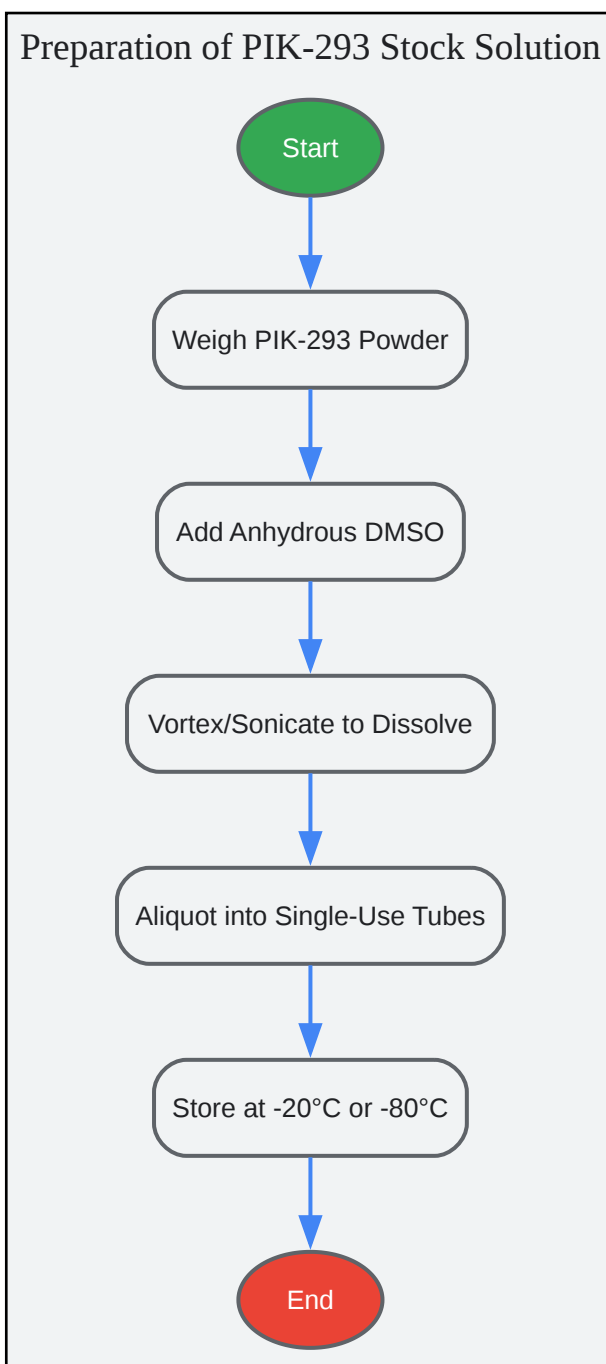 Preparation of PIK-293 Stock Solution
Start
Weigh PIK-293 Powder
Add Anhydrous DMSO
Vortex/Sonicate to Dissolve
Aliquot into Single-Use Tubes
Store at -20°C or -80°C
End